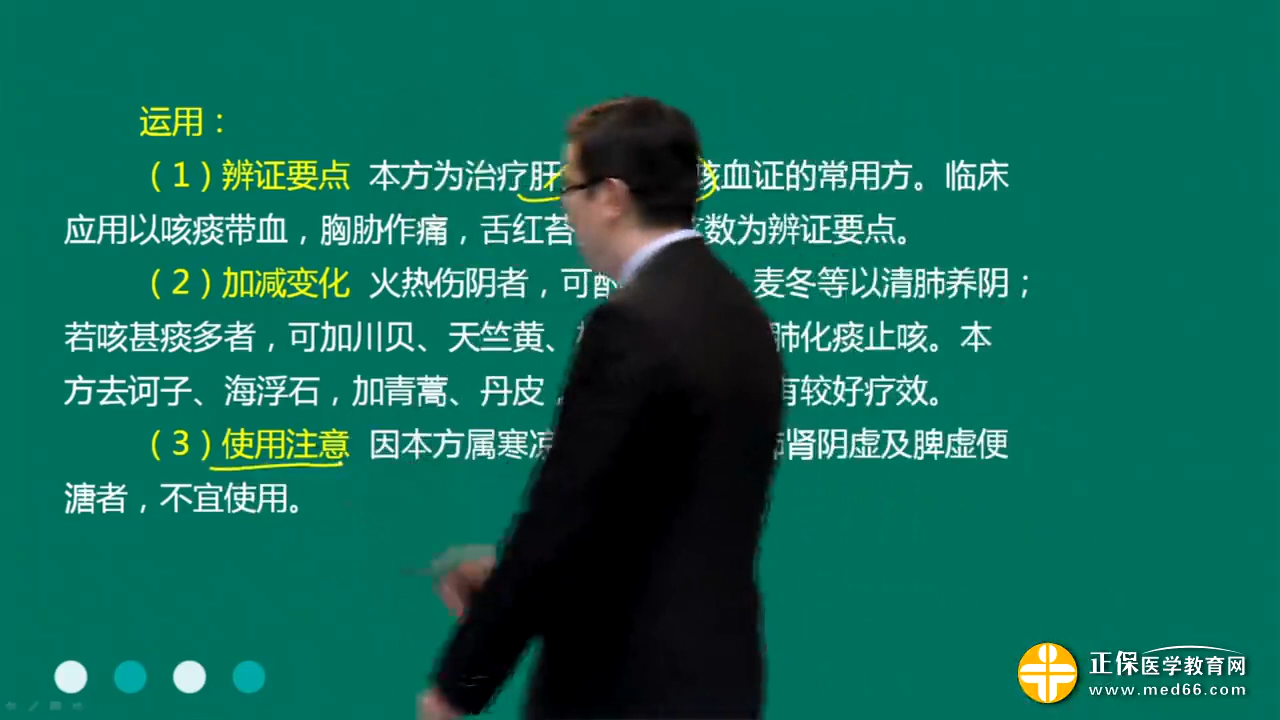 运用：
（1）辨证要点 本方为治疗肝 咳血证的常用方。临床
应用以咳痰带血，胸胁作痛，舌红苔 数为辨证要点。
（2）加减变化 火热伤阴者，可酌 麦冬等以清肺养阴；
若咳甚痰多者，可加川贝、天竺黄、 肺化痰止咳。本
方去诃子、海浮石，加青蒿、丹皮， 有较好疗效。
（3）使用注意 因本方属寒凉 肺肾阴虚及脾虚便
溏者，不宜使用。
正保医学教育网
www.med66.com